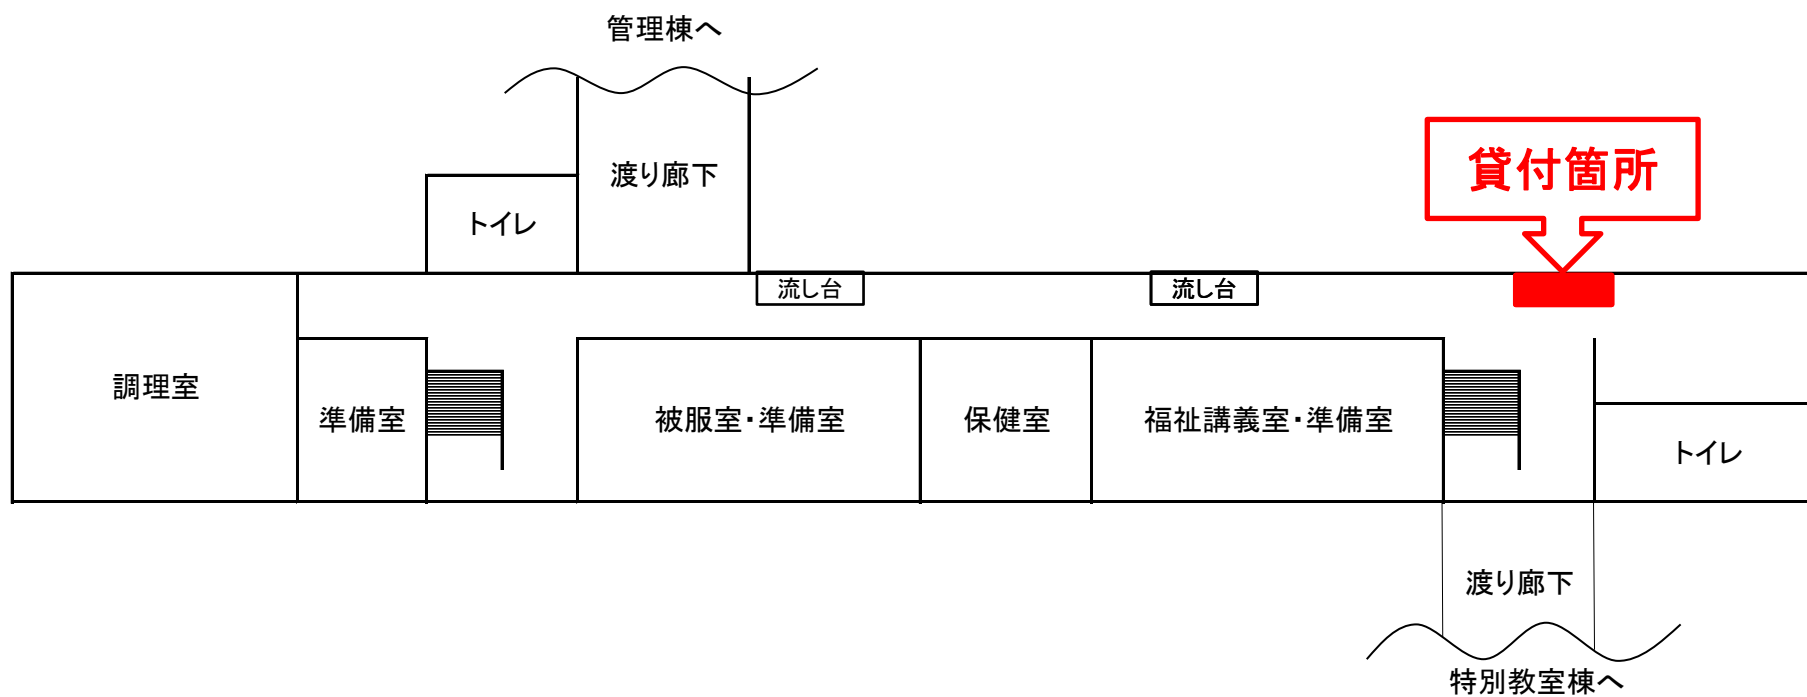 管理棟へ
渡り廊下
貸付箇所
トイレ
流し台
流し台
調理室
準備室
被服室・準備室
保健室
福祉講義室・準備室
トイレ
渡り廊下
特別教室棟へ